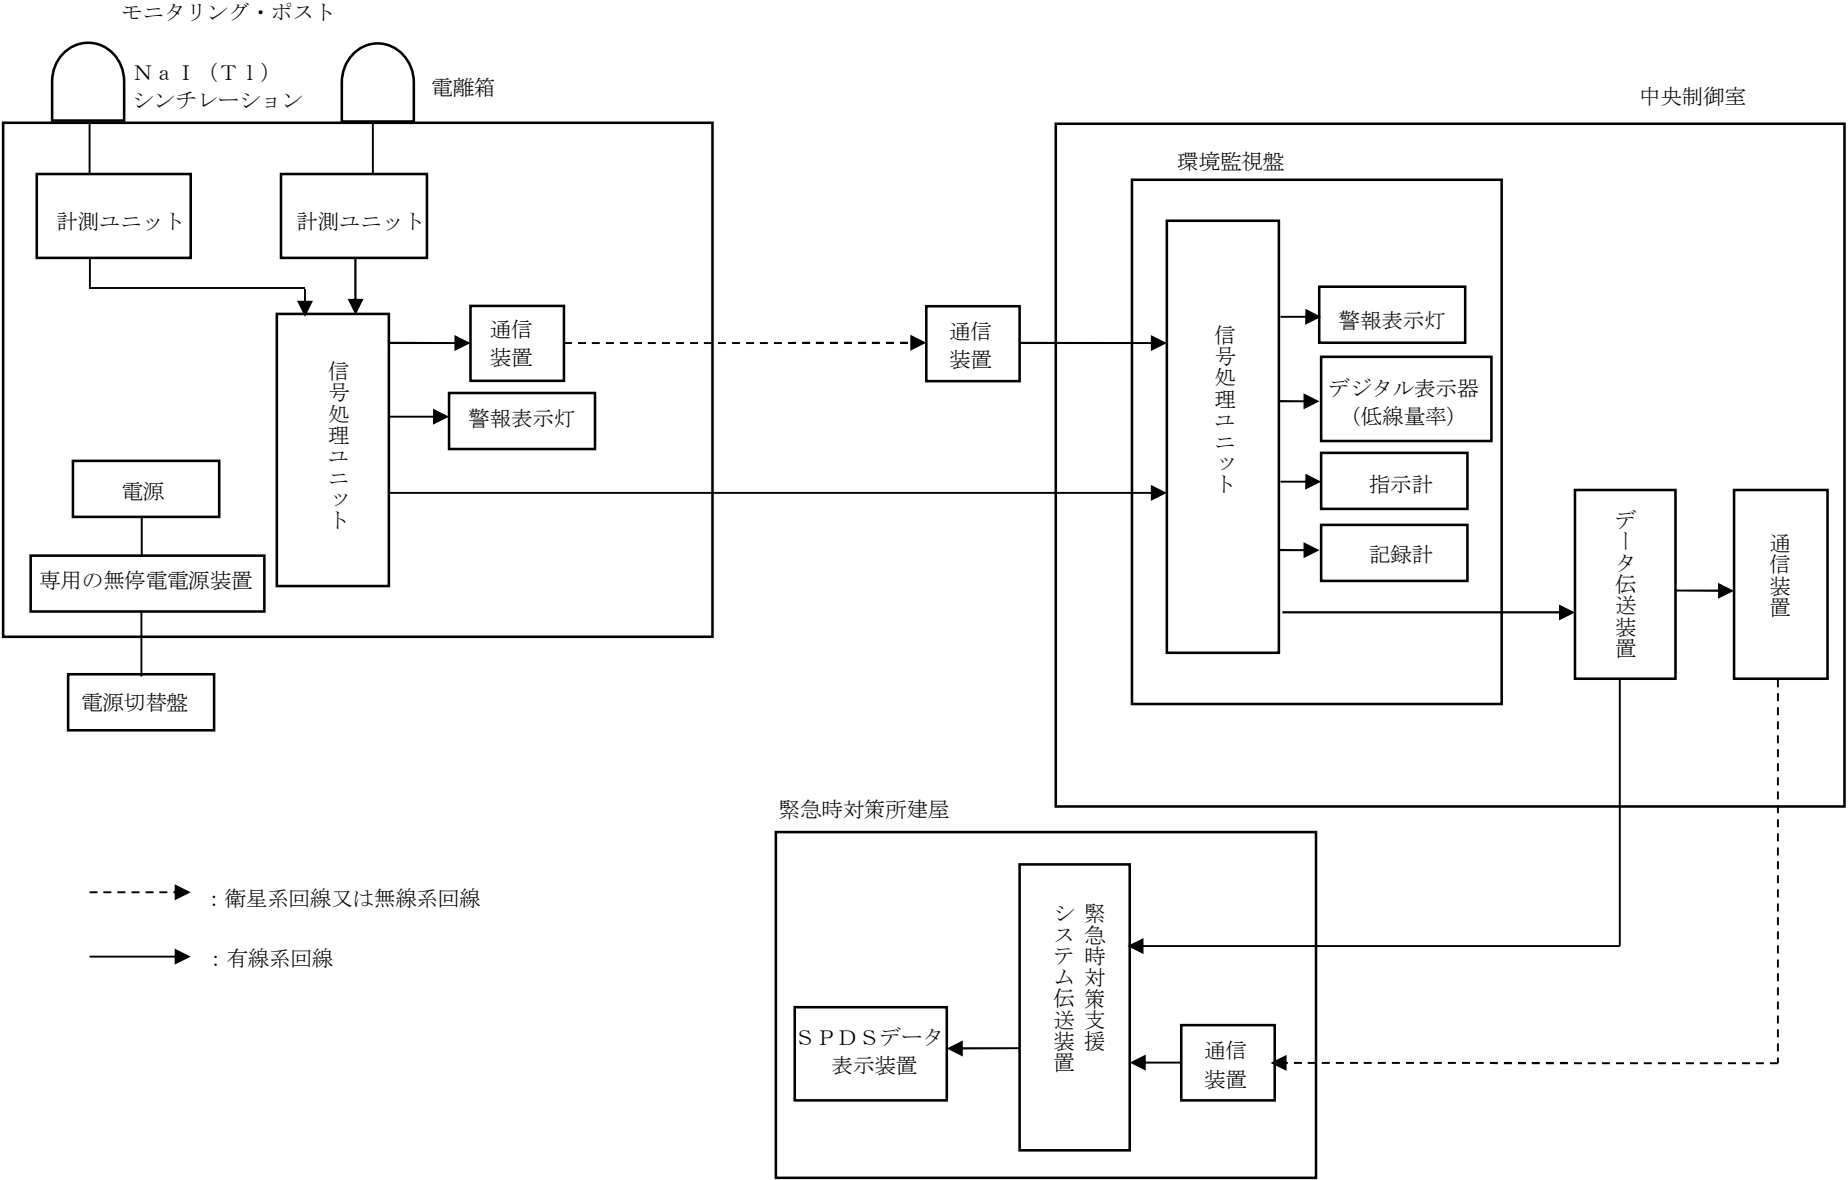 モニタリング・ポスト
ＮａＩ（Ｔｌ）
シンチレーション
電離箱
計測ユニット
計測ユニット
信号処理ユニット
通信
装置
警報表示灯
電源
専用の無停電電源装置
電源切替盤
通信
装置
中央制御室
環境監視盤
信号処理ユニット
警報表示灯
デジタル表示器
（低線量率）
指示計
記録計
データ伝送装置
通信装置
緊急時対策所建屋
緊急時対策支援
システム伝送装置
ＳＰＤＳデータ
表示装置
通信
装置
：衛星系回線又は無線系回線
：有線系回線